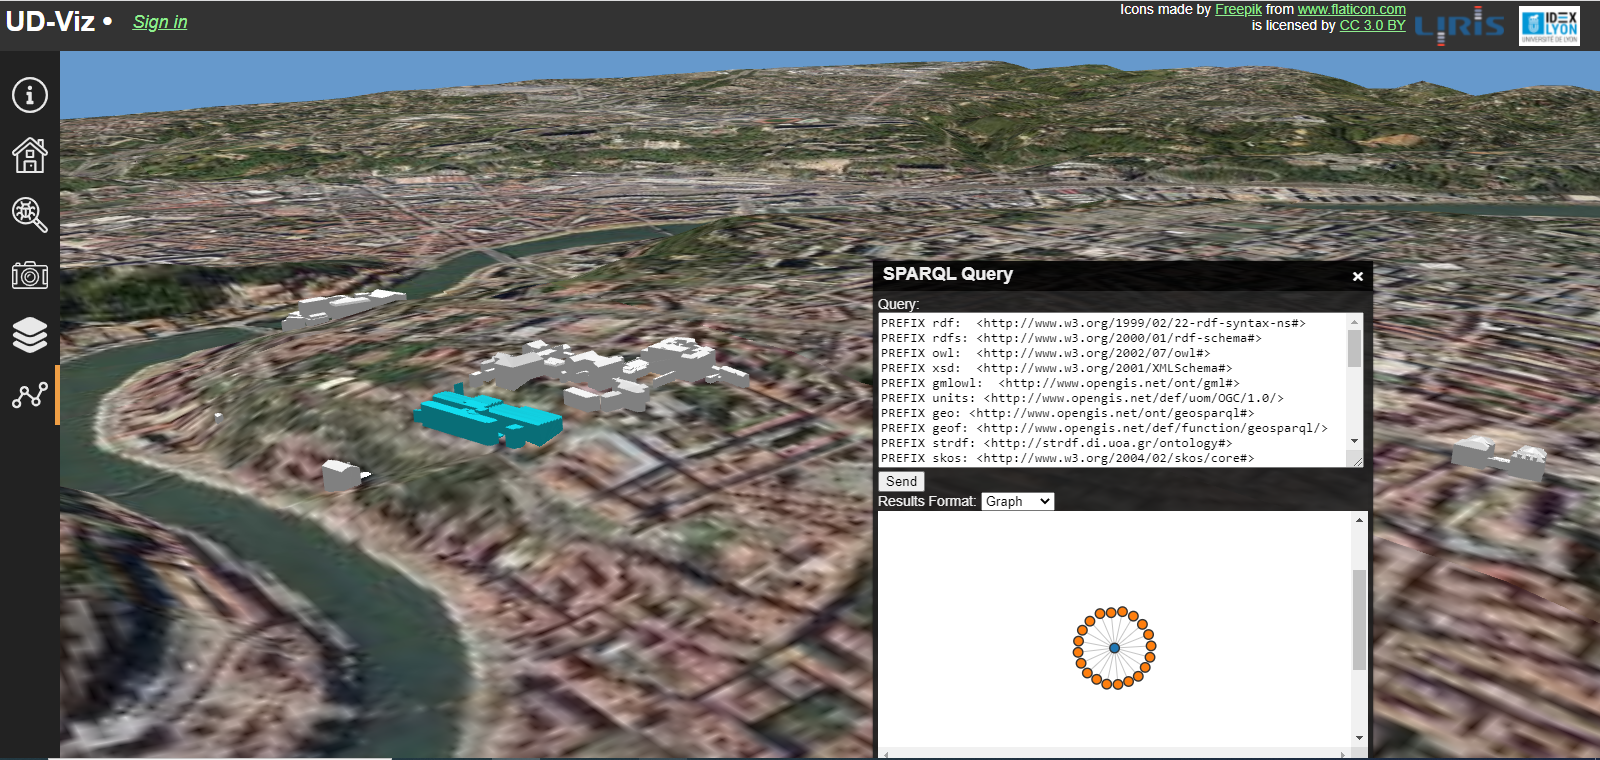 UD-Viz • Sign in
Icons made by Freepik from www.flaticon.com
is licensed by CC 3.0 BY
LIRIS
IDEX
LYON
UNIVERSITÉ DE LYON
SPARQL Query
Query:
PREFIX rdf: <http://www.w3.org/1999/02/22-rdf-syntax-ns#>
PREFIX rdfs: <http://www.w3.org/2000/01/rdf-schema#>
PREFIX owl: <http://www.w3.org/2002/07/owl#>
PREFIX xsd: <http://www.w3.org/2001/XMLSchema#>
PREFIX gmlowl: <http://www.opengis.net/ont/gml#>
PREFIX units: <http://www.opengis.net/def/uom/OGC/1.0/>
PREFIX geo: <http://www.opengis.net/ont/geosparql#>
PREFIX geof: <http://www.opengis.net/def/function/geosparql/>
PREFIX strdf: <http://strdf.di.uoa.gr/ontology#>
PREFIX skos: <http://www.w3.org/2004/02/skos/core#>
Send
Results Format: Graph